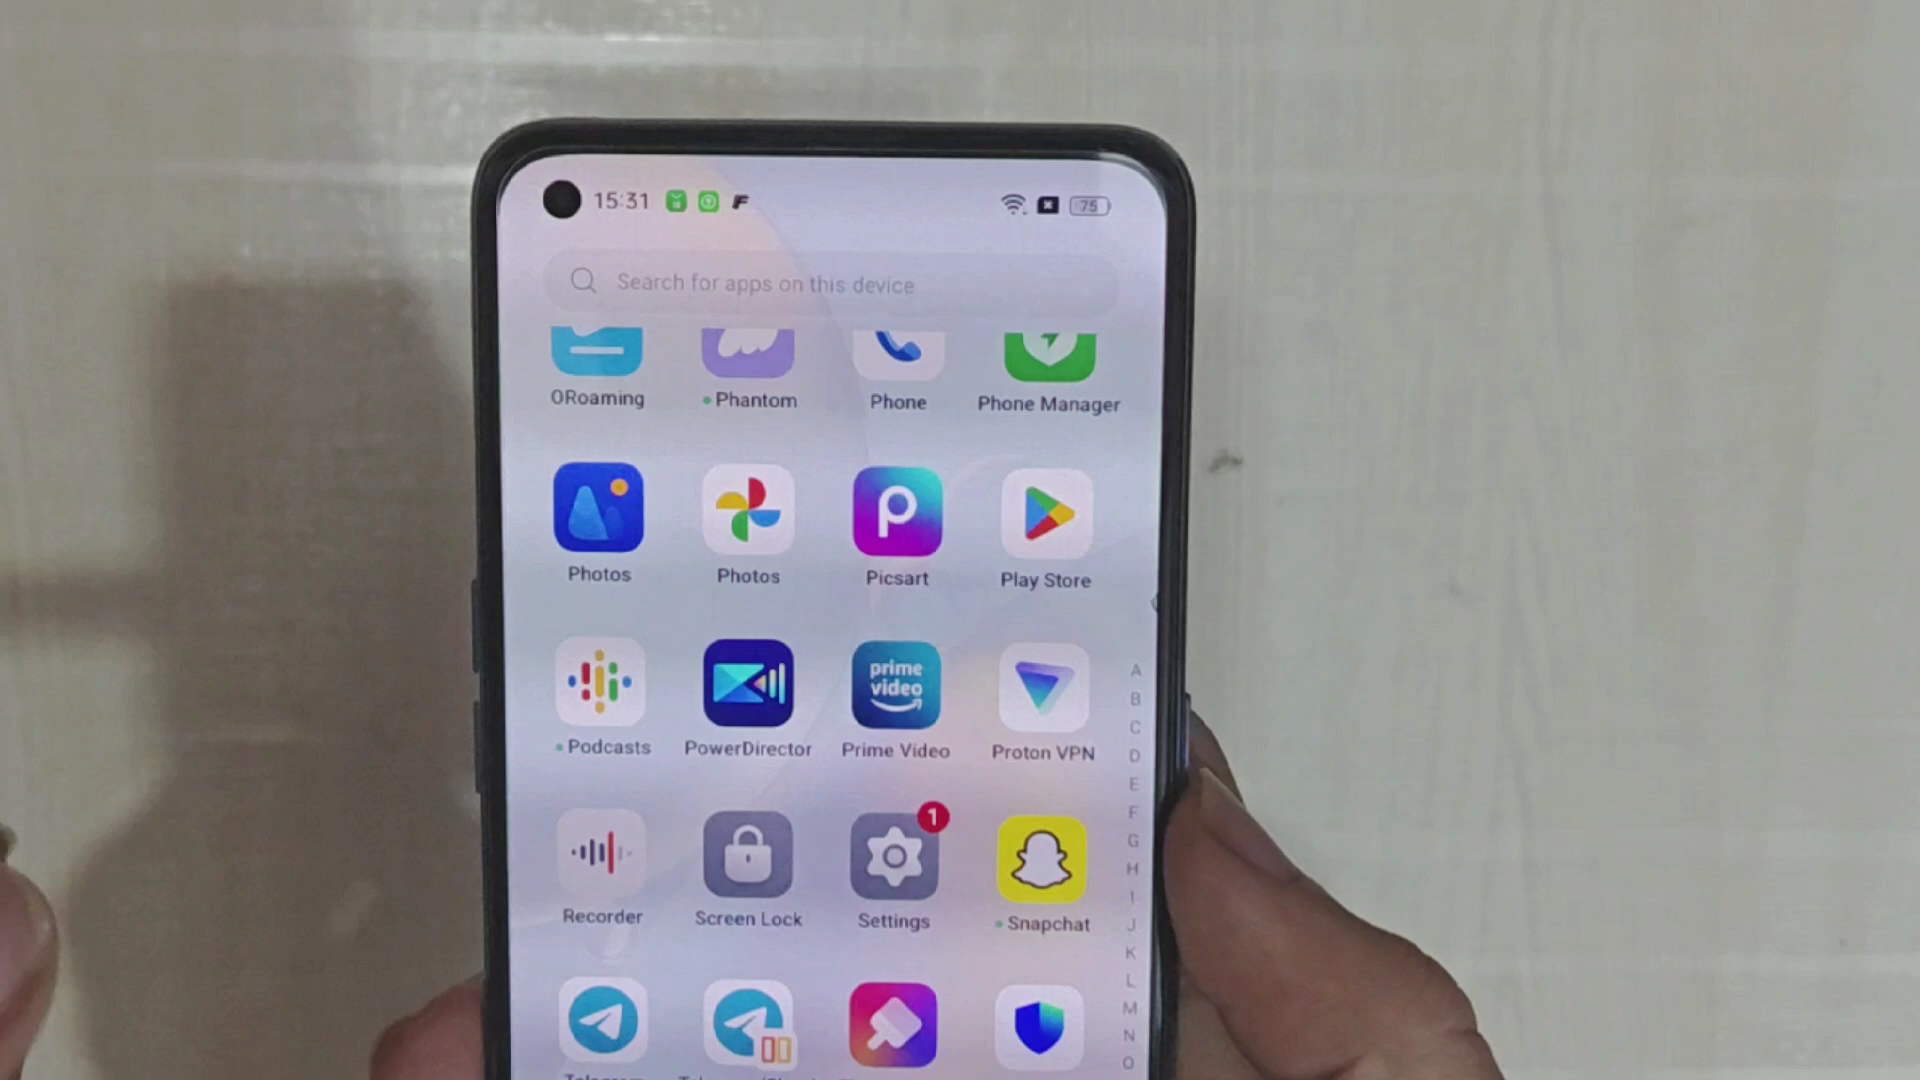 15:31 75
Search for apps on this device
ORoaming Phantom Phone Phone Manager
Photos Photos Picsart Play Store
prime
video
Podcasts PowerDirector Prime Video Proton VPN
1
Recorder Screen Lock Settings Snapchat
A
B
C
D
E
F
G
H
I
J
K
L
M
N
O